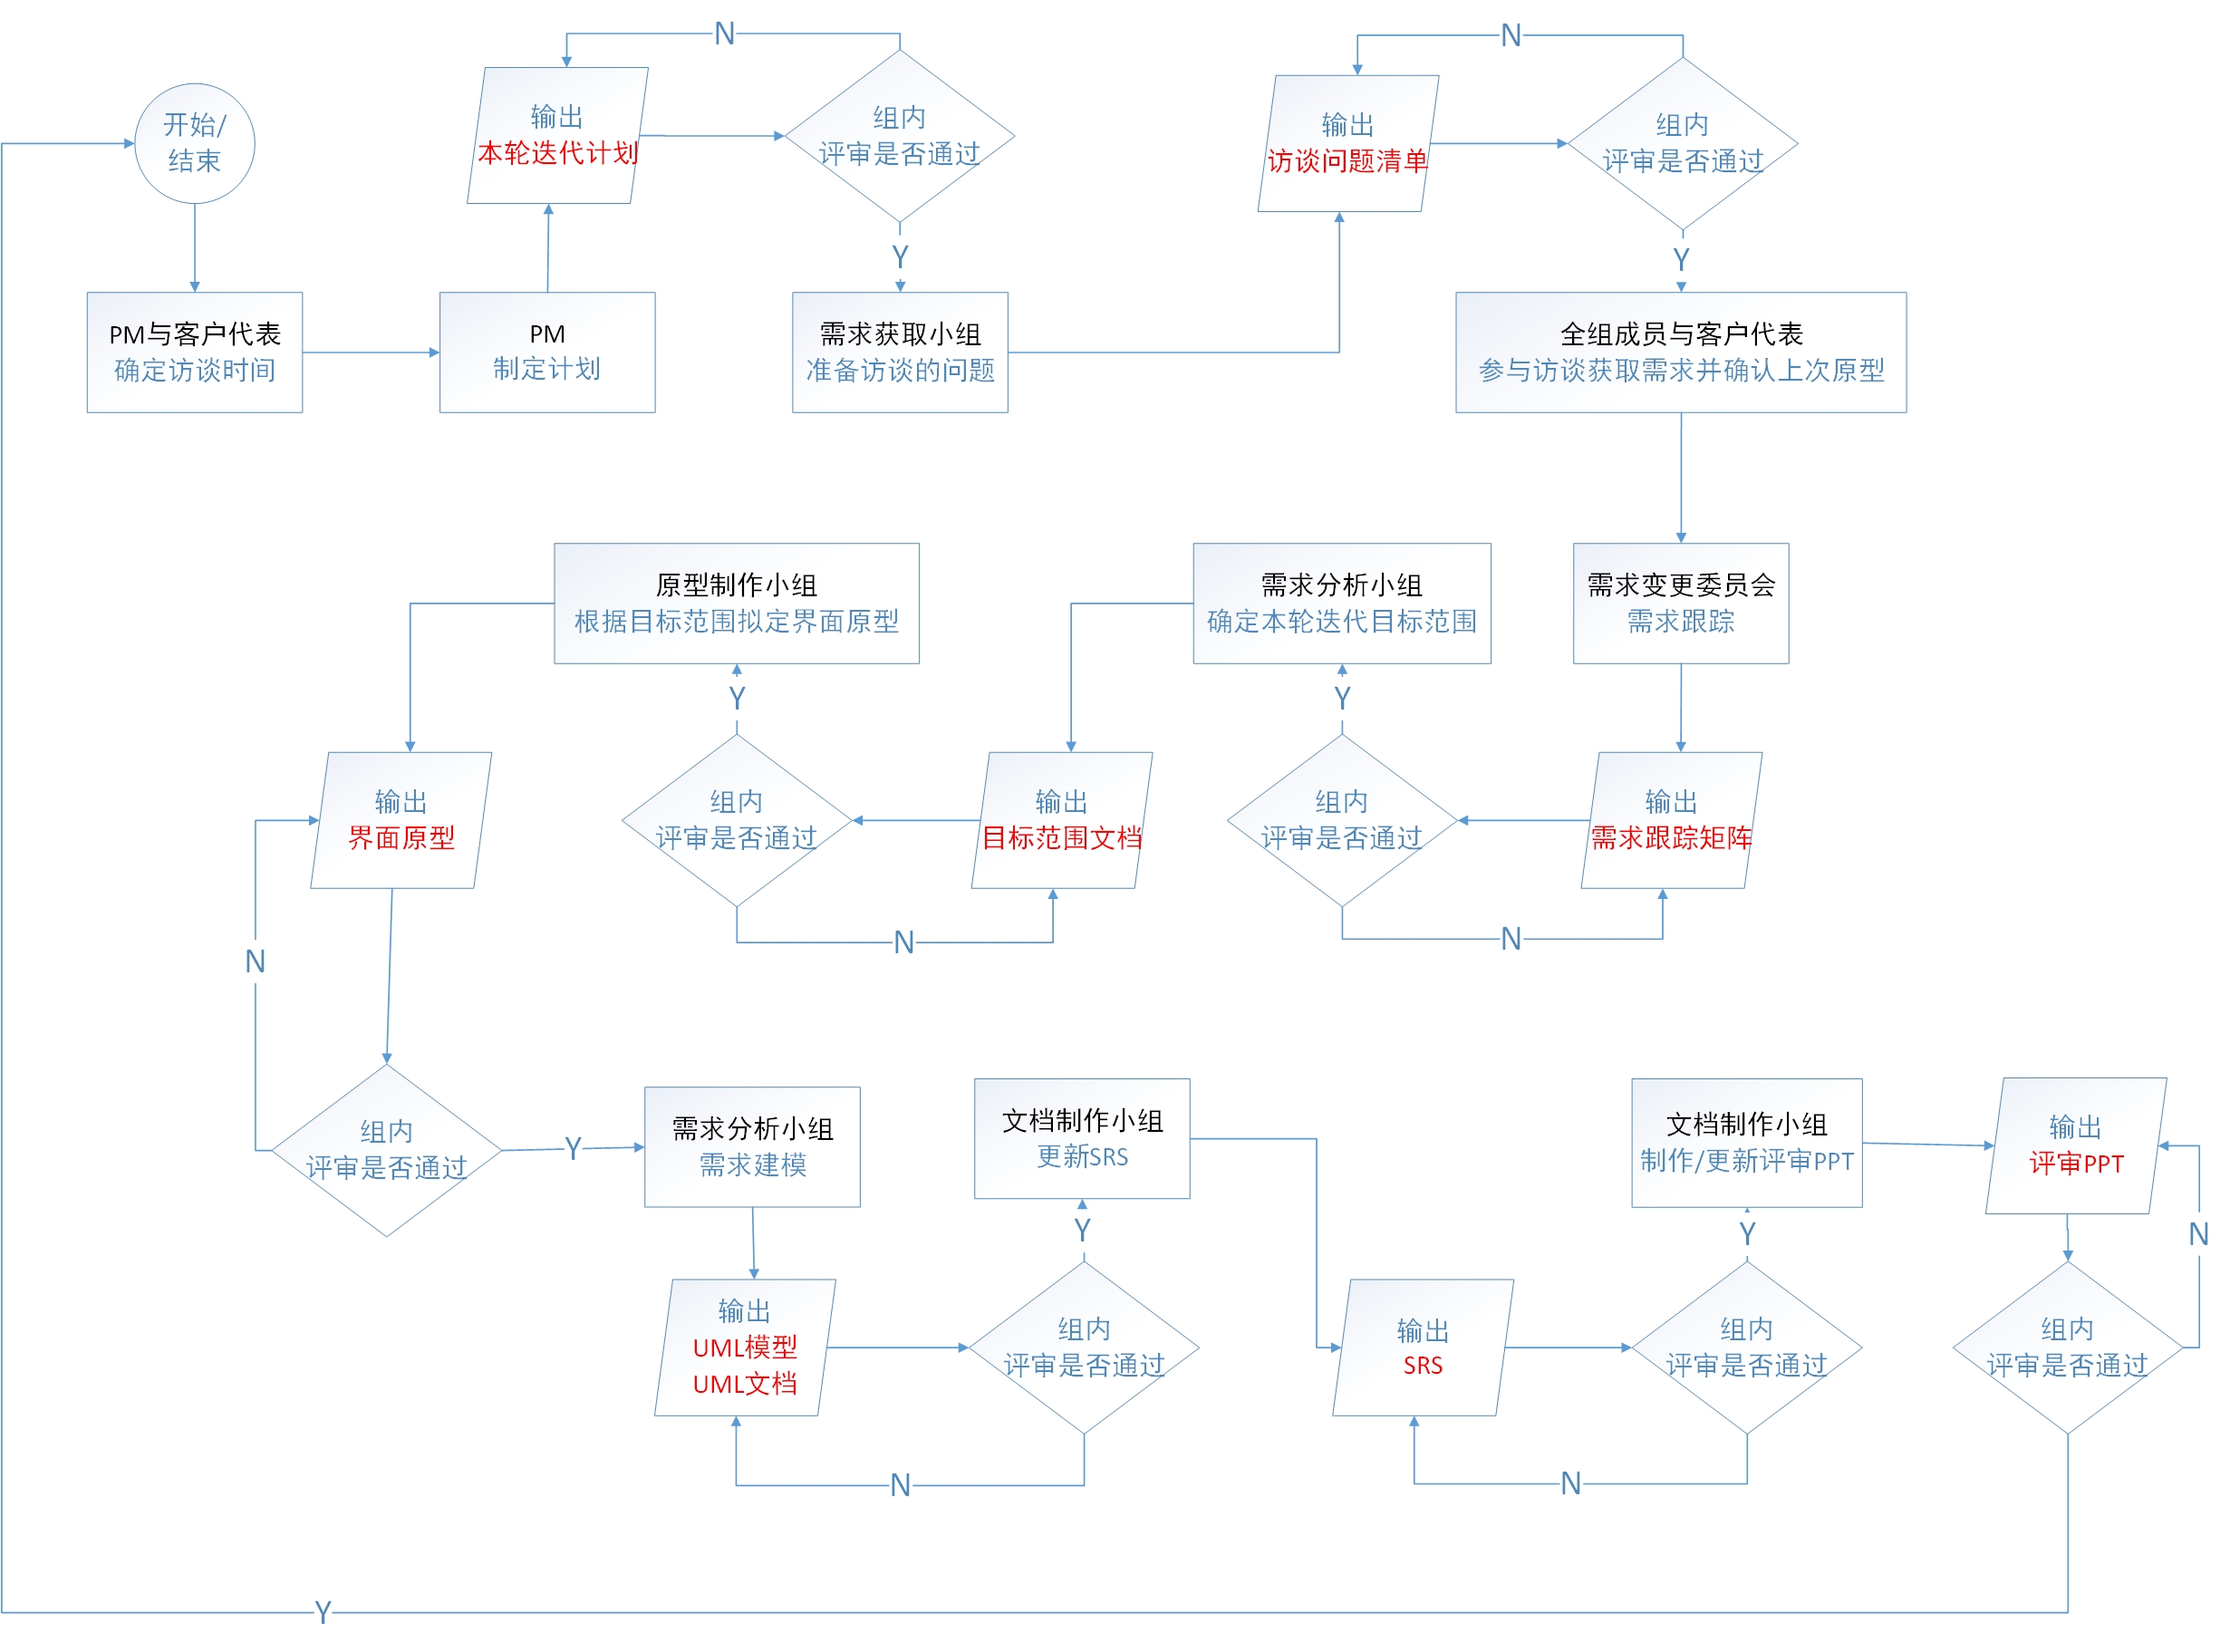 N
N
开始/
结束
输出
本轮迭代计划
组内
评审是否通过
输出
访谈问题清单
组内
评审是否通过
Y
Y
PM与客户代表
确定访谈时间
PM
制定计划
需求获取小组
准备访谈的问题
全组成员与客户代表
参与访谈获取需求并确认上次原型
原型制作小组
根据目标范围拟定界面原型
需求分析小组
确定本轮迭代目标范围
需求变更委员会
需求跟踪
Y
Y
输出
界面原型
组内
评审是否通过
输出
目标范围文档
组内
评审是否通过
输出
需求跟踪矩阵
N
N
N
组内
评审是否通过
Y
需求分析小组
需求建模
文档制作小组
更新SRS
文档制作小组
制作/更新评审PPT
输出
评审PPT
Y
Y
N
输出
UML模型
UML文档
组内
评审是否通过
输出
SRS
组内
评审是否通过
组内
评审是否通过
N
N
Y